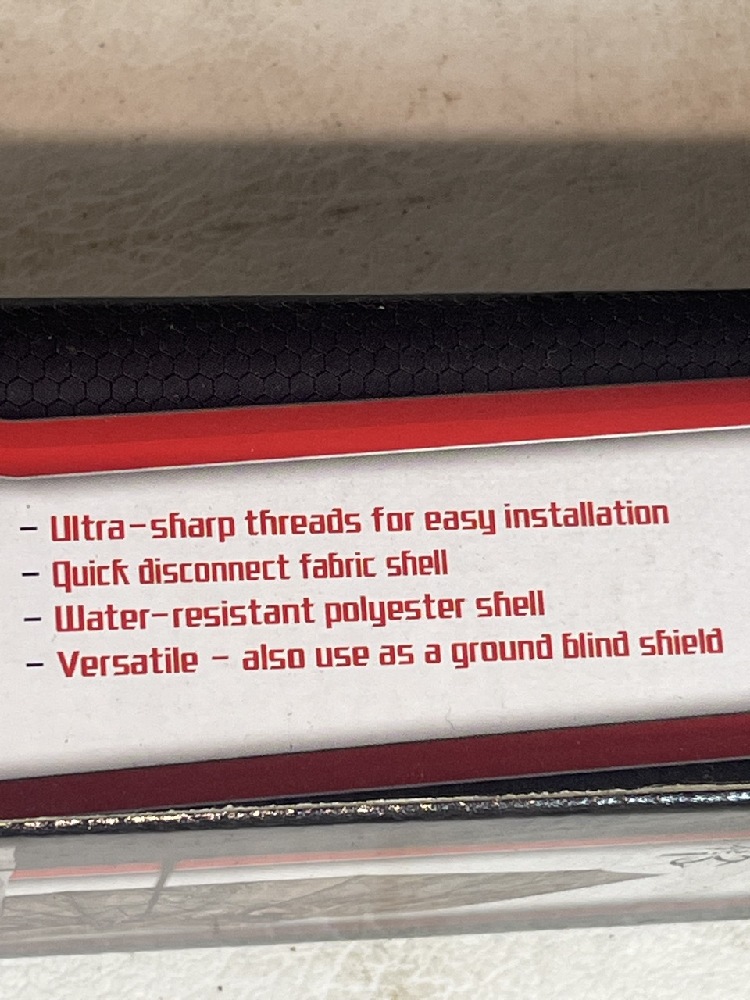 – Ultra-sharp threads for easy installation
– Quick disconnect fabric shell
– Water-resistant polyester shell
– Versatile – also use as a ground blind shield